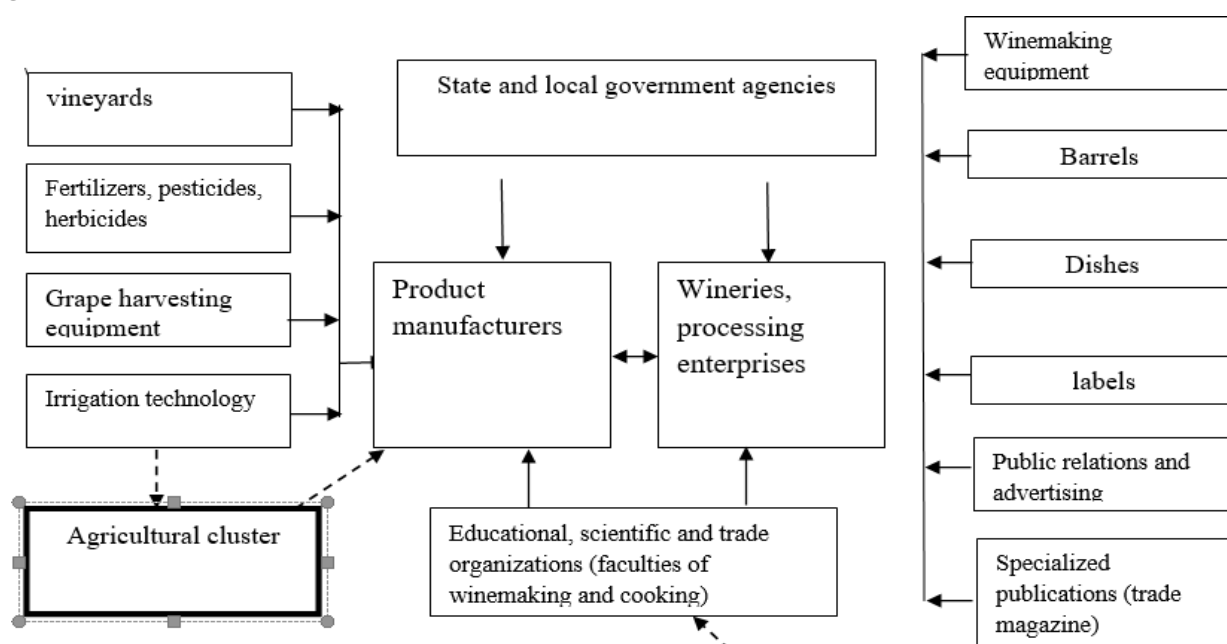 vineyards
Fertilizers, pesticides,
herbicides
Grape harvesting
equipment
Irrigation technology
Agricultural cluster
State and local government agencies
Product
manufacturers
Wineries,
processing
enterprises
Educational, scientific and trade
organizations (faculties of
winemaking and cooking)
Winemaking
equipment
Barrels
Dishes
labels
Public relations and
advertising
Specialized
publications (trade
magazine)